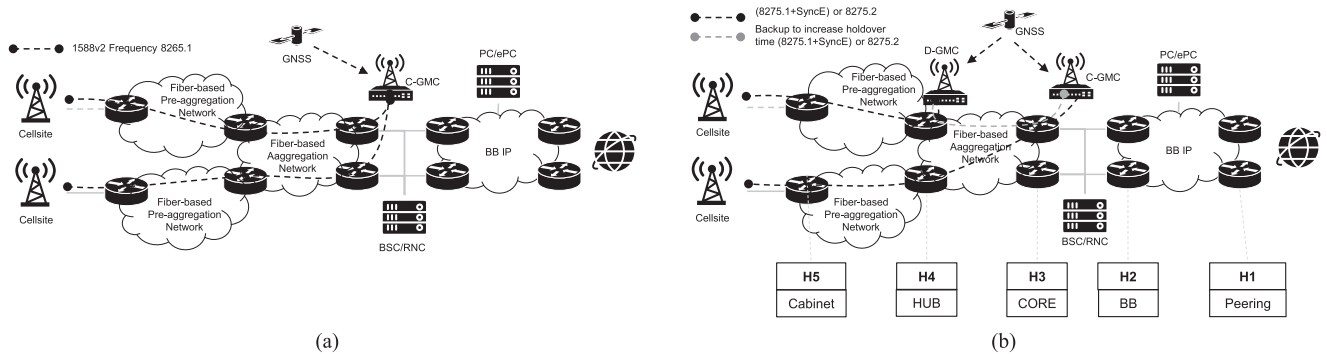 1588v2 Frequency 8265.1
GNSS
C-GMC
PC/ePC
Cellsite
Fiber-based
Pre-aggregation
Network
Fiber-based
Aaggregation
Network
BB IP
Cellsite
Fiber-based
Pre-aggregation
Network
BSC/RNC
(a)
(8275.1+SyncE) or 8275.2
Backup to increase holdover
time (8275.1+SyncE) or 8275.2
GNSS
D-GMC
C-GMC
PC/ePC
Cellsite
Fiber-based
Pre-aggregation
Network
Fiber-based
Aaggregation
Network
BB IP
Cellsite
Fiber-based
Pre-aggregation
Network
BSC/RNC
H5
Cabinet
H4
HUB
H3
CORE
H2
BB
H1
Peering
(b)